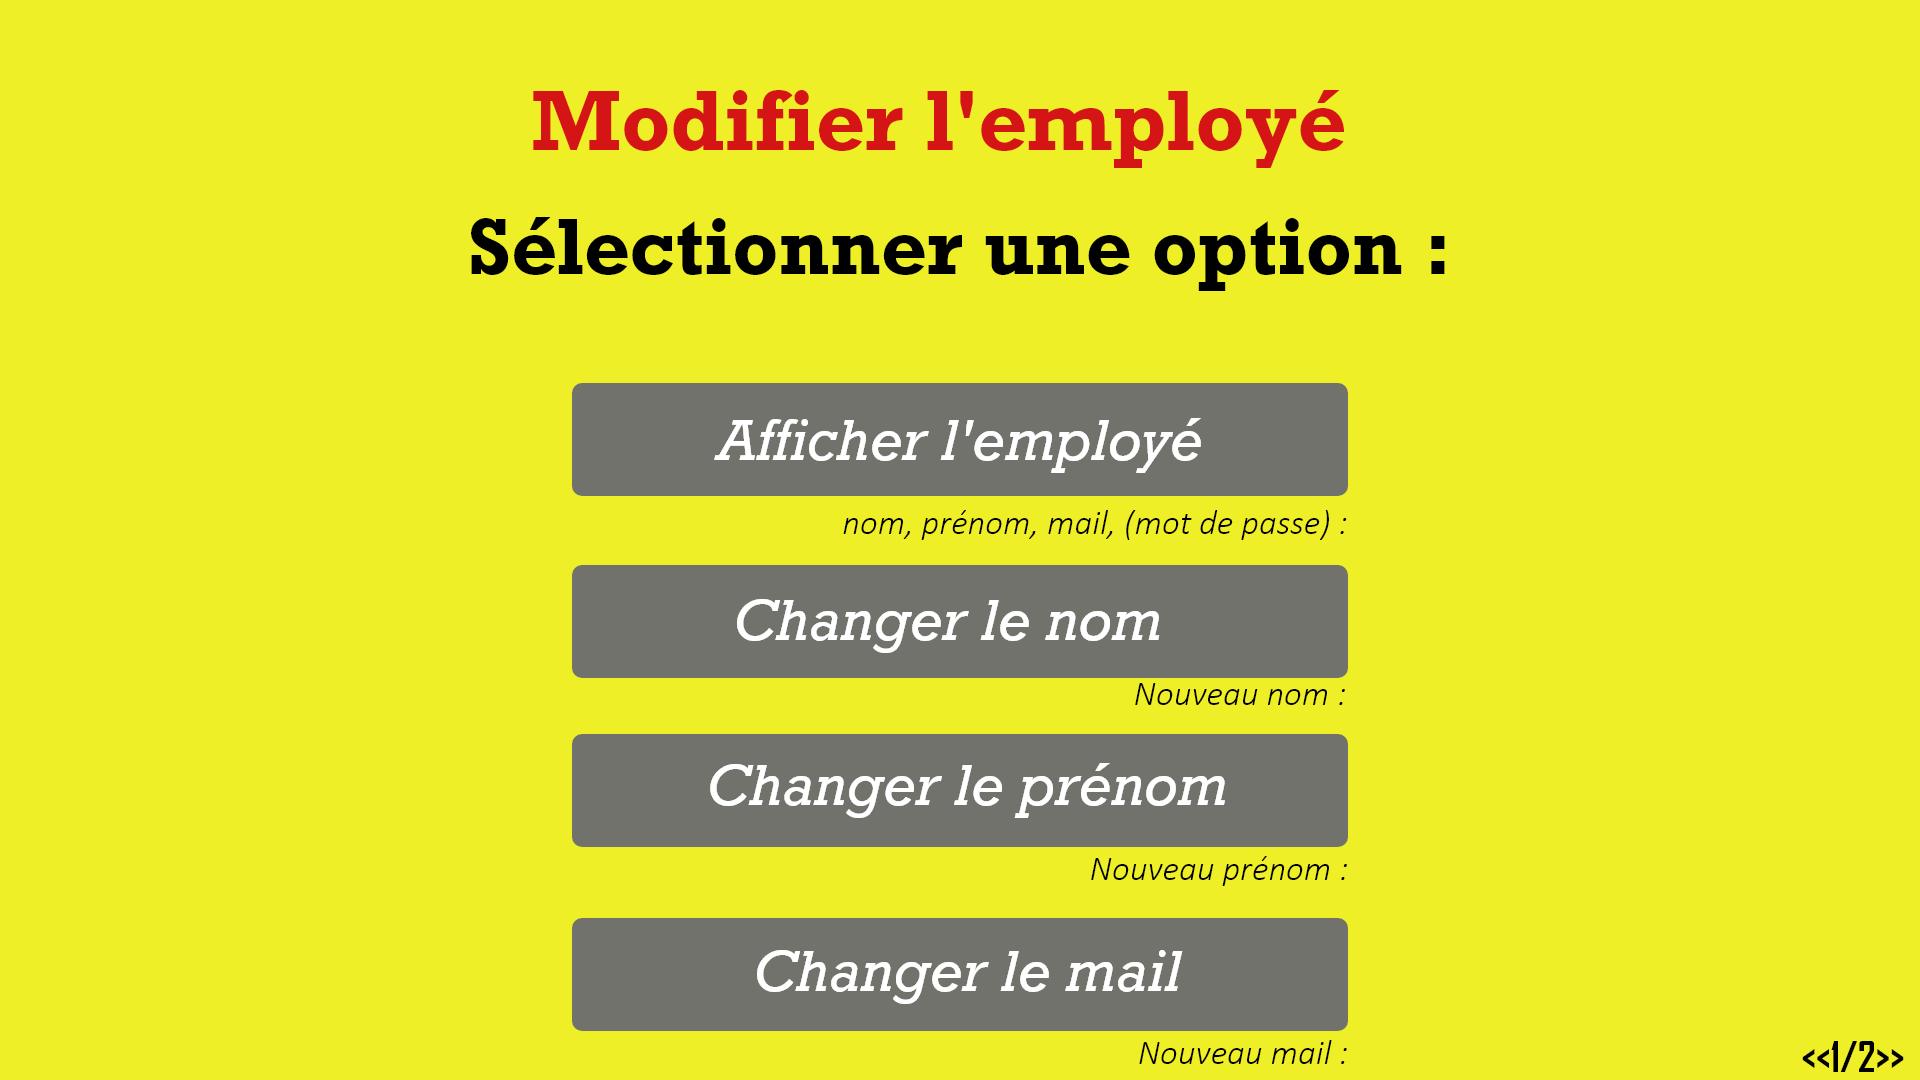 Modifier l'employé
Sélectionner une option :
Afficher l'employé
nom, prénom, mail, (mot de passe) :
Changer le nom
Nouveau nom :
Changer le prénom
Nouveau prénom :
Changer le mail
Nouveau mail :
<<1/2>>